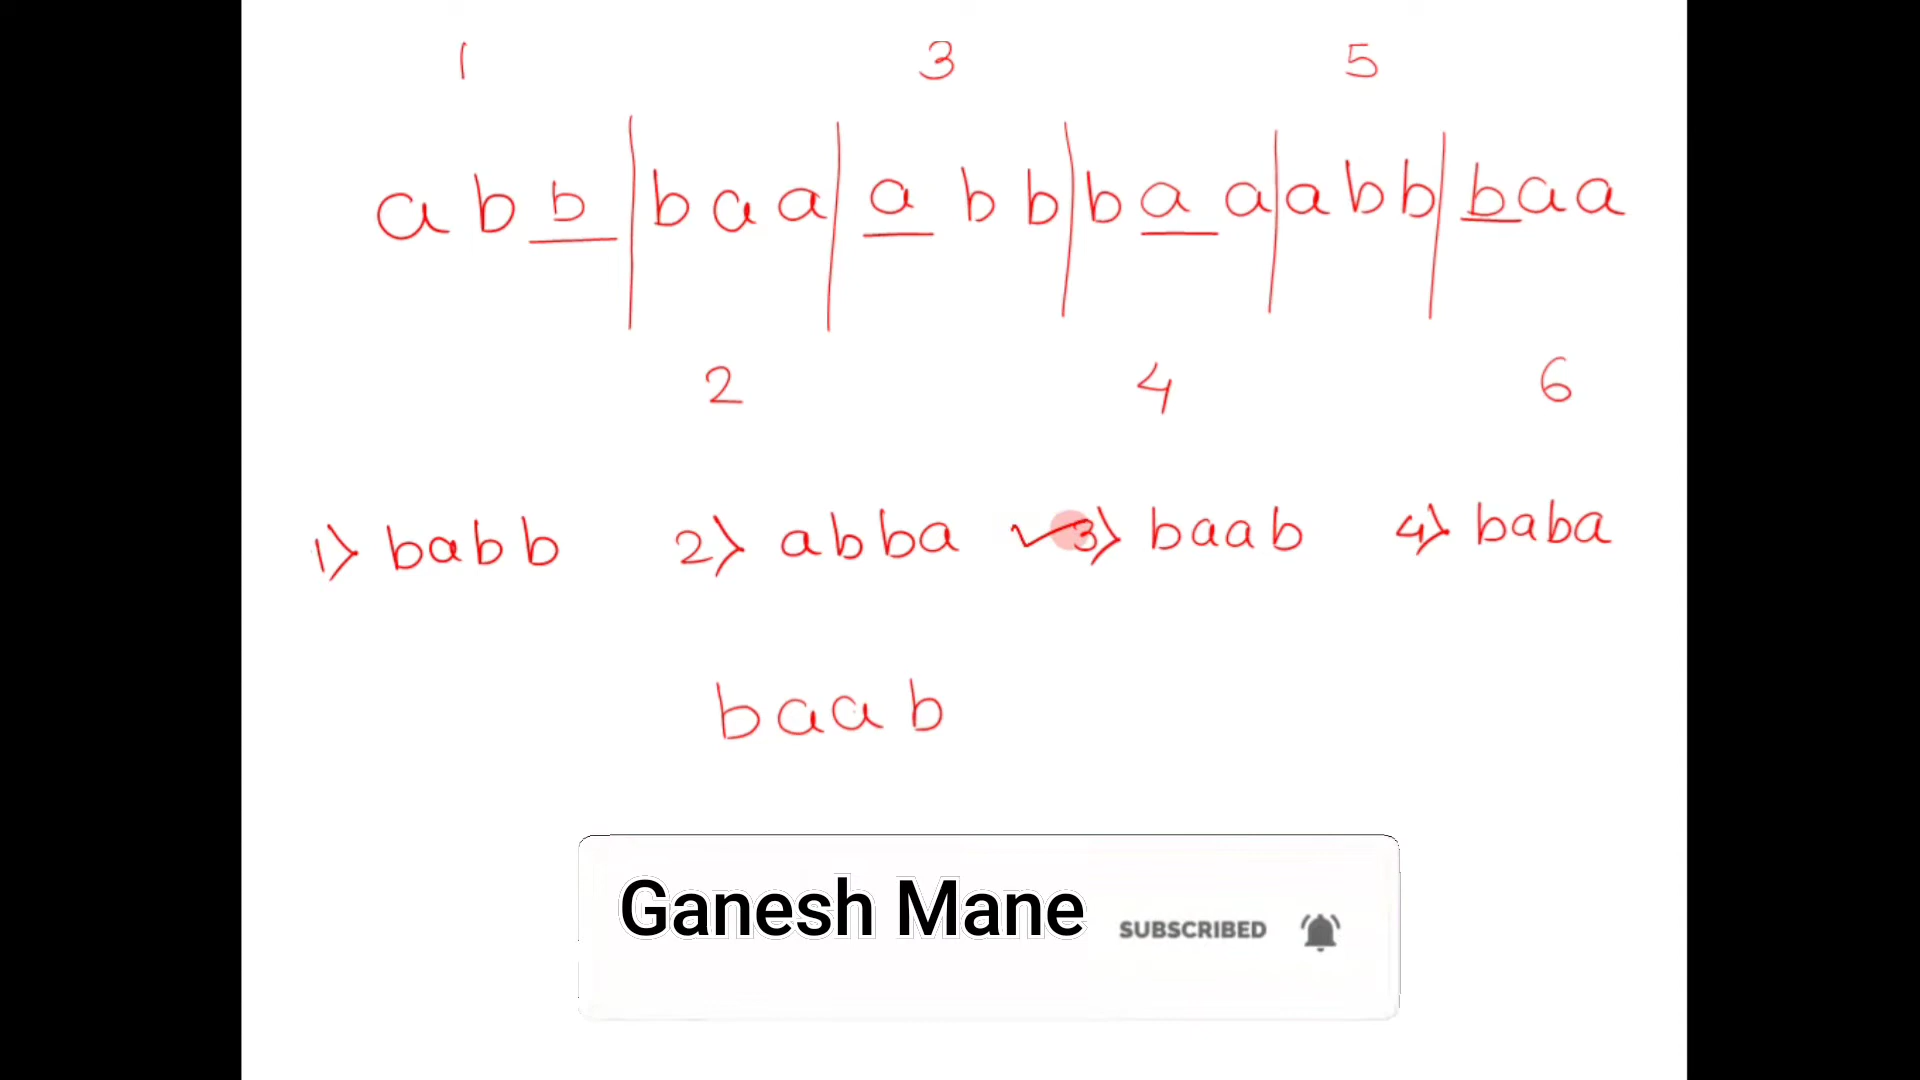 1 3 5
a b b | b a a | a b b | b a a | a b b | b a a
2 4 6
1) babb 2) abba ✓ 3) baab 4) baba
baab
Ganesh Mane SUBSCRIBED